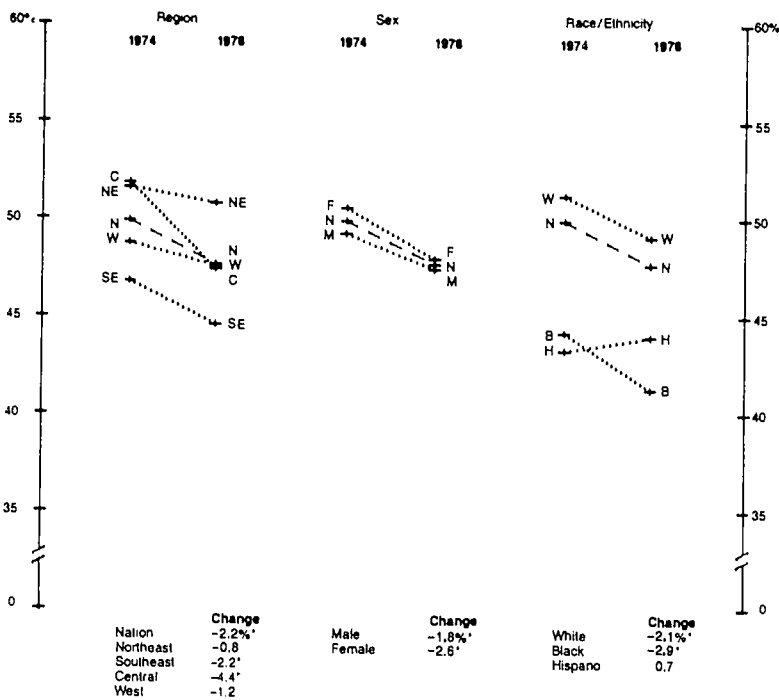 60%
Region
Sex
Race/Ethnicity
60%
1974 1976
1974 1976
1974 1976
55
55
C
NE
NE
F
W
50
50
N
N
N
W
W
M
N
F
W
N
N
C
M
SE
45
SE
B
45
H
H
B
40
40
35
35
0
0
Change
Nation -2.2%*
Northeast -0.8
Southeast -2.2*
Central -4.4*
West -1.2
Change
Male -1.8%*
Female -2.6*
Change
White -2.1%*
Black -2.9*
Hispano 0.7